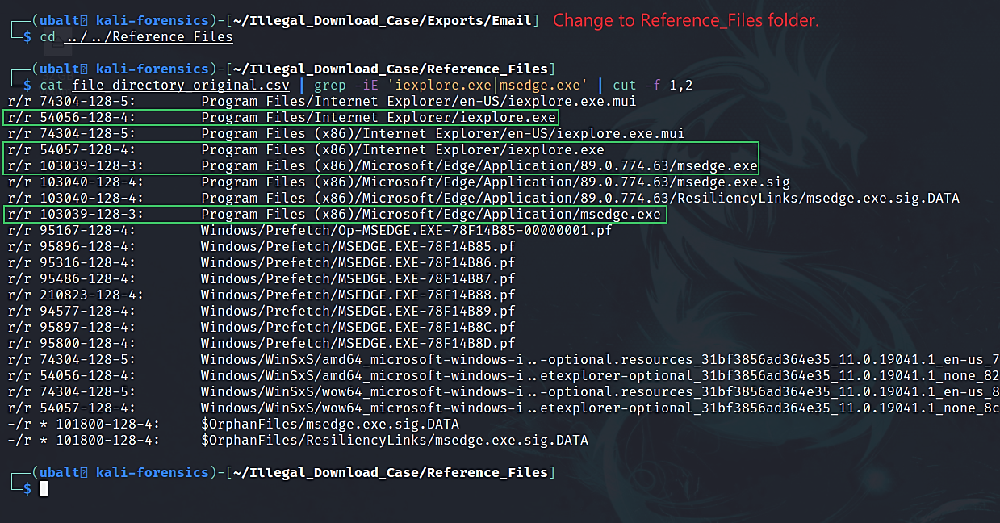 ┌──(ubalt㉿ kali-forensics)-[~/Illegal_Download_Case/Exports/Email] Change to Reference_Files folder.
└─$ cd ../../Reference_Files
┌──(ubalt㉿ kali-forensics)-[~/Illegal_Download_Case/Reference_Files]
└─$ cat file_directory_original.csv | grep -iE 'iexplore.exe|msedge.exe' | cut -f 1,2
r/r 74304-128-5: Program Files/Internet Explorer/en-US/iexplore.exe.mui
r/r 54056-128-4: Program Files/Internet Explorer/iexplore.exe
r/r 74304-128-5: Program Files (x86)/Internet Explorer/en-US/iexplore.exe.mui
r/r 54057-128-4: Program Files (x86)/Internet Explorer/iexplore.exe
r/r 103039-128-3: Program Files (x86)/Microsoft/Edge/Application/89.0.774.63/msedge.exe
r/r 103040-128-4: Program Files (x86)/Microsoft/Edge/Application/89.0.774.63/msedge.exe.sig
r/r 103040-128-4: Program Files (x86)/Microsoft/Edge/Application/89.0.774.63/ResiliencyLinks/msedge.exe.sig.DATA
r/r 103039-128-3: Program Files (x86)/Microsoft/Edge/Application/msedge.exe
r/r 95167-128-4: Windows/Prefetch/Op-MSEDGE.EXE-78F14B85-00000001.pf
r/r 95896-128-4: Windows/Prefetch/MSEDGE.EXE-78F14B85.pf
r/r 95316-128-4: Windows/Prefetch/MSEDGE.EXE-78F14B86.pf
r/r 95486-128-4: Windows/Prefetch/MSEDGE.EXE-78F14B87.pf
r/r 210823-128-4: Windows/Prefetch/MSEDGE.EXE-78F14B88.pf
r/r 94577-128-4: Windows/Prefetch/MSEDGE.EXE-78F14B89.pf
r/r 95897-128-4: Windows/Prefetch/MSEDGE.EXE-78F14B8C.pf
r/r 95800-128-4: Windows/Prefetch/MSEDGE.EXE-78F14B8D.pf
r/r 74304-128-5: Windows/WinSxS/amd64_microsoft-windows-i..-optional.resources_31bf3856ad364e35_11.0.19041.1_en-us_7
r/r 54056-128-4: Windows/WinSxS/amd64_microsoft-windows-i..etexplorer-optional_31bf3856ad364e35_11.0.19041.1_none_82
r/r 74304-128-5: Windows/WinSxS/wow64_microsoft-windows-i..-optional.resources_31bf3856ad364e35_11.0.19041.1_en-us_8
r/r 54057-128-4: Windows/WinSxS/wow64_microsoft-windows-i..etexplorer-optional_31bf3856ad364e35_11.0.19041.1_none_8c
-/r * 101800-128-4: $OrphanFiles/msedge.exe.sig.DATA
-/r * 101800-128-4: $OrphanFiles/ResiliencyLinks/msedge.exe.sig.DATA
┌──(ubalt㉿ kali-forensics)-[~/Illegal_Download_Case/Reference_Files]
└─$